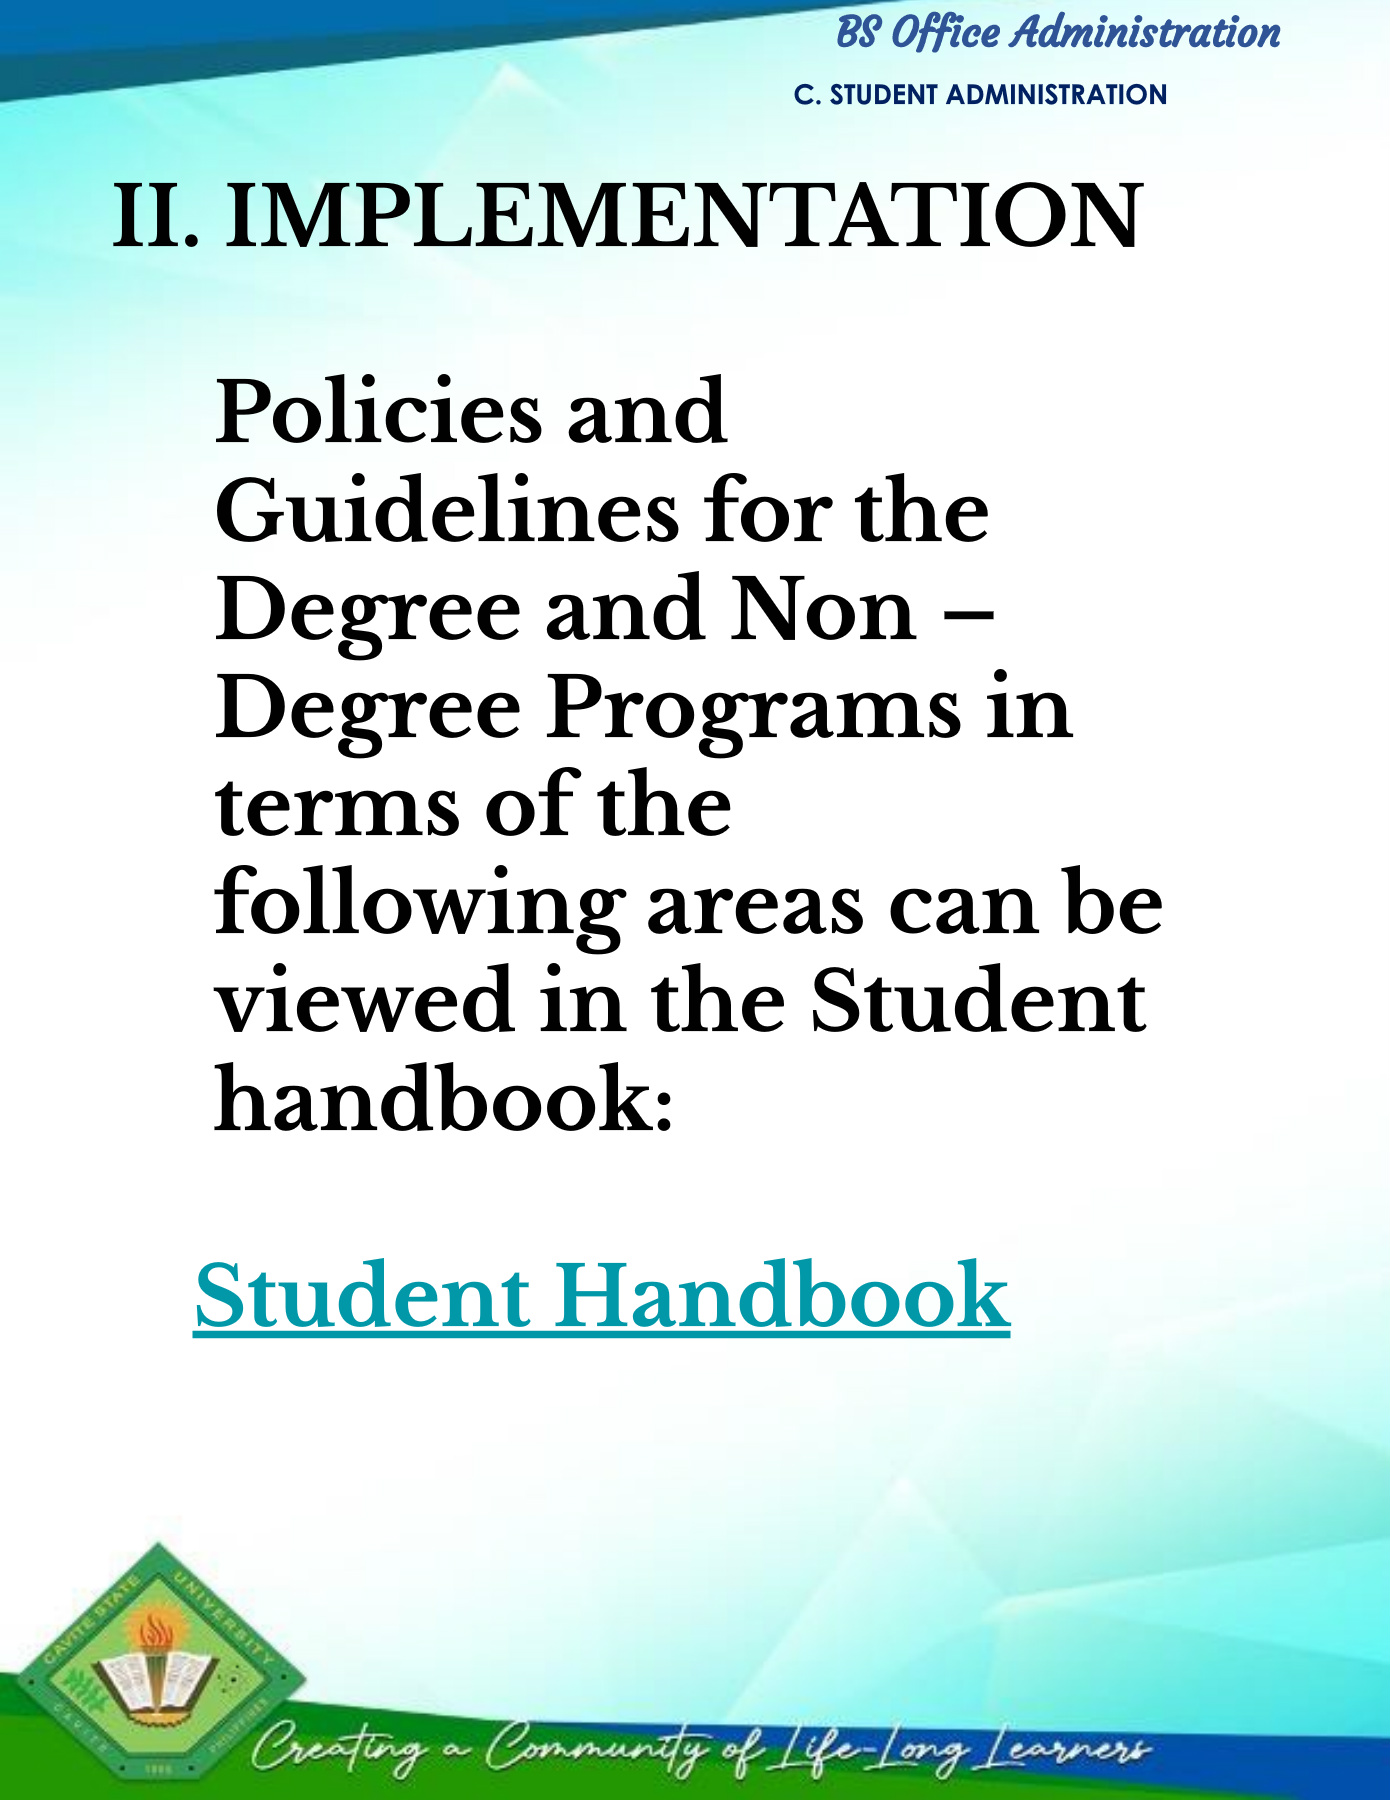 BS Office Administration
C. STUDENT ADMINISTRATION
II. IMPLEMENTATION
Policies and
Guidelines for the
Degree and Non –
Degree Programs in
terms of the
following areas can be
viewed in the Student
handbook:
Student Handbook
CAVITE STATE UNIVERSITY
CAVITE
PHILIPPINES
Creating a Community of Life-Long Learners